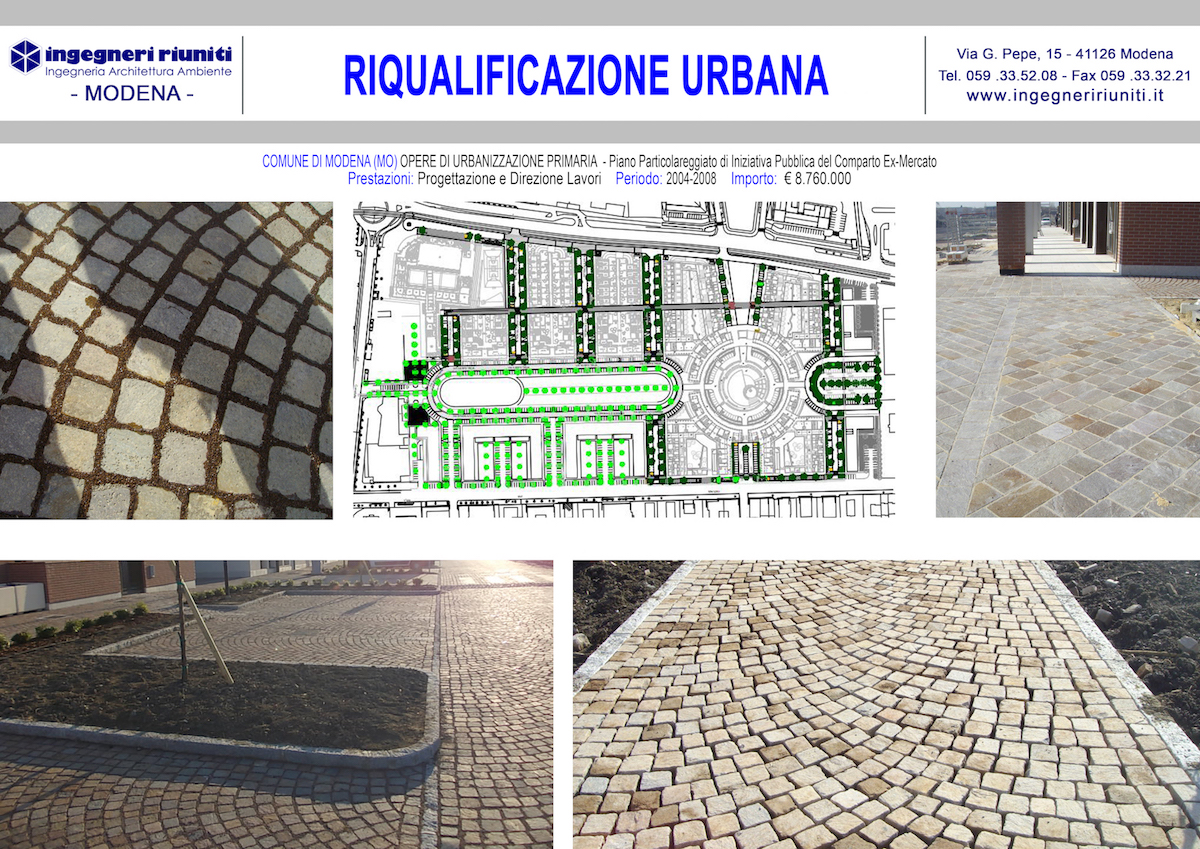 ingegneri riuniti
Ingegneria Architettura Ambiente
- MODENA -
RIQUALIFICAZIONE URBANA
Via G. Pepe, 15 - 41126 Modena
Tel. 059 .33.52.08 - Fax 059 .33.32.21
www.ingegneririuniti.it
COMUNE DI MODENA (MO) OPERE DI URBANIZZAZIONE PRIMARIA - Piano Particolareggiato di Iniziativa Pubblica del Comparto Ex-Mercato
Prestazioni: Progettazione e Direzione Lavori Periodo: 2004-2008 Importo: € 8.760.000